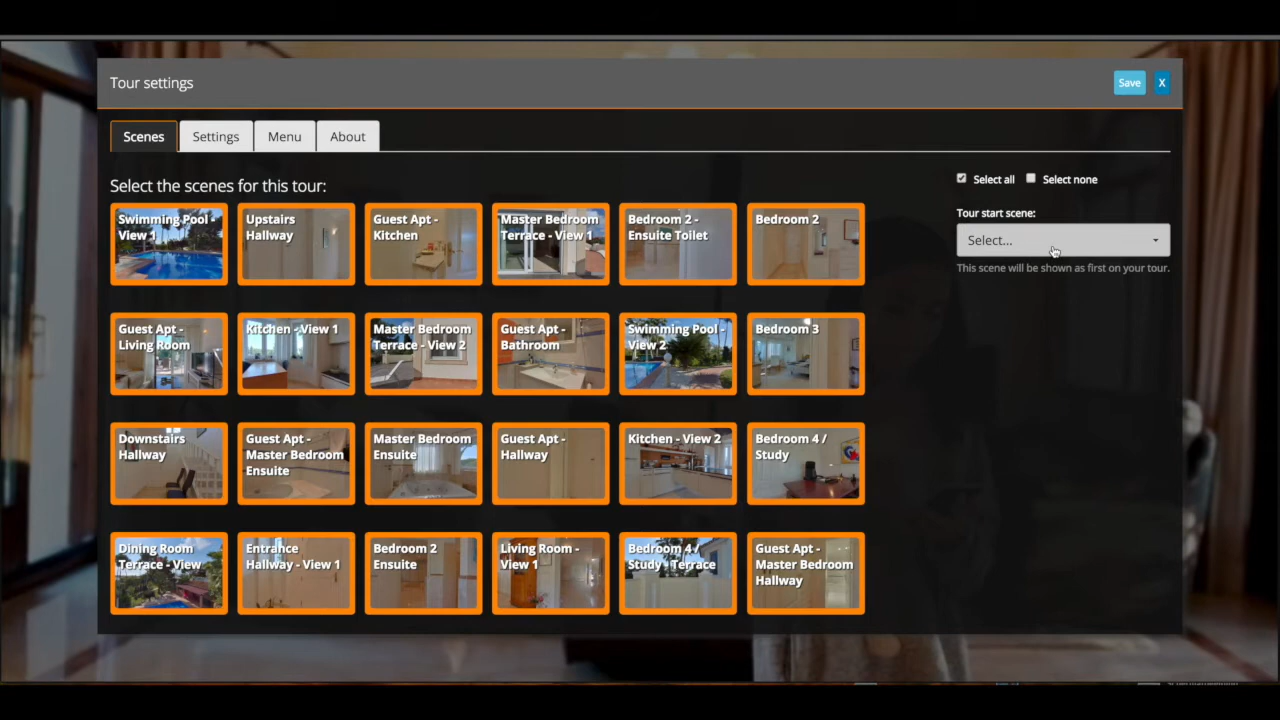 Tour settings
Save
X
Scenes
Settings
Menu
About
Select the scenes for this tour:
Select all
Select none
Tour start scene:
Select...
This scene will be shown as first on your tour.
Swimming Pool -
View 1
Upstairs
Hallway
Guest Apt -
Kitchen
Master Bedroom
Terrace - View 1
Bedroom 2 -
Ensuite Toilet
Bedroom 2
Guest Apt -
Living Room
Kitchen - View 1
Master Bedroom
Terrace - View 2
Guest Apt -
Bathroom
Swimming Pool -
View 2
Bedroom 3
Downstairs
Hallway
Guest Apt -
Master Bedroom
Ensuite
Master Bedroom
Ensuite
Guest Apt -
Hallway
Kitchen - View 2
Bedroom 4 /
Study
Dining Room
Terrace - View
Entrance
Hallway - View 1
Bedroom 2
Ensuite
Living Room -
View 1
Bedroom 4 /
Study - Terrace
Guest Apt -
Master Bedroom
Hallway